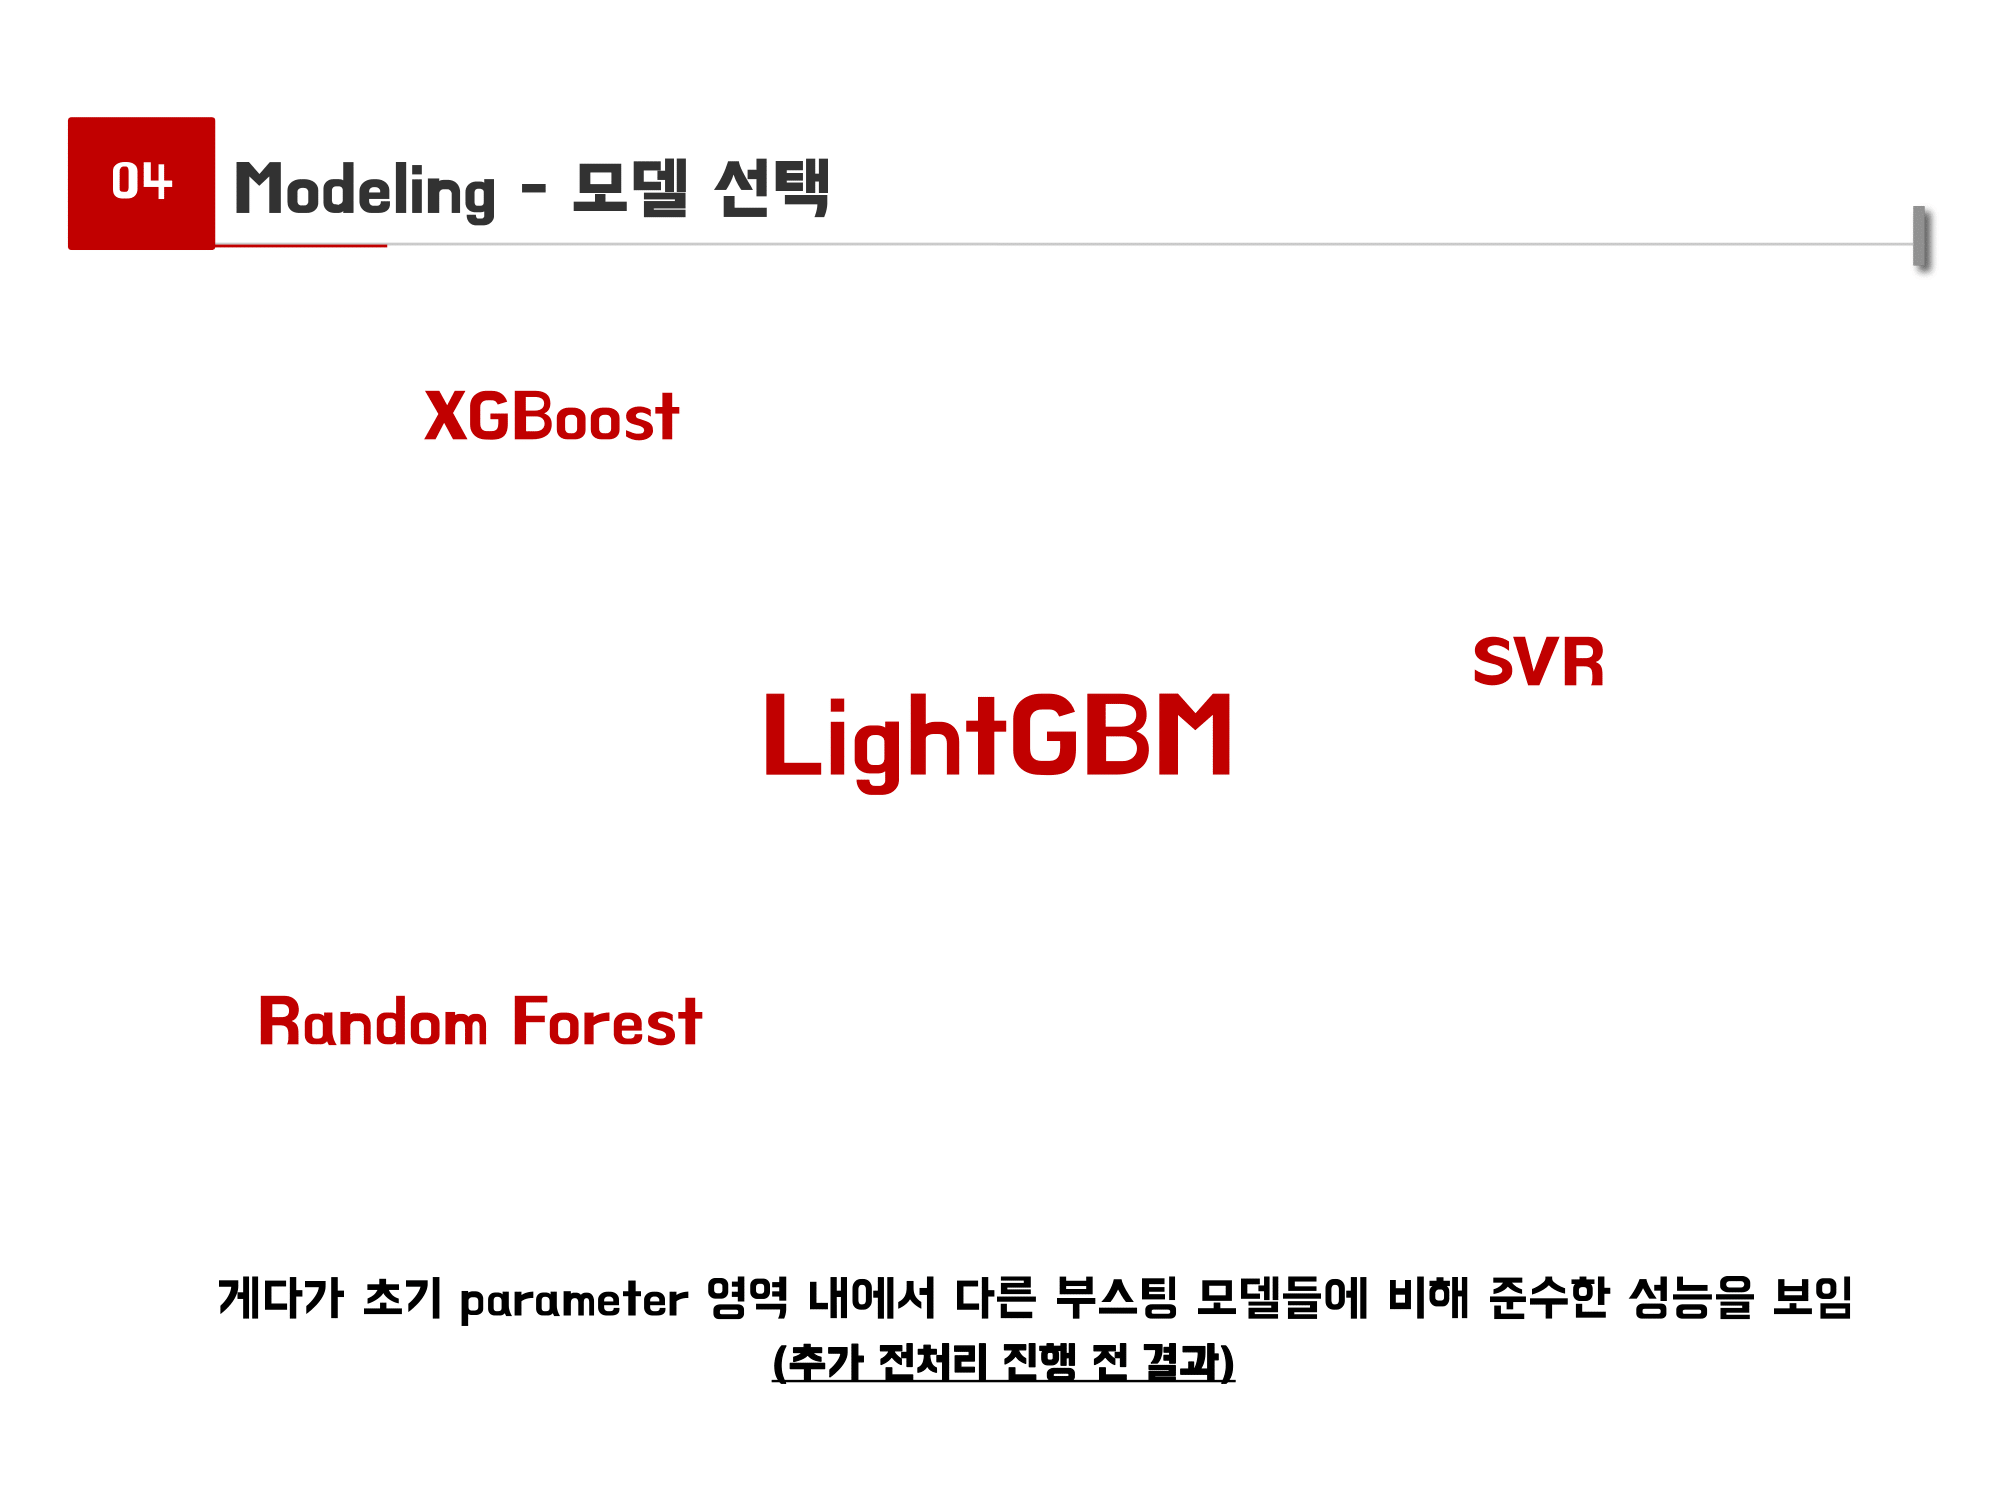 04
Modeling - 모델 선택
XGBoost
SVR
LightGBM
Random Forest
게다가 초기 parameter 영역 내에서 다른 부스팅 모델들에 비해 준수한 성능을 보임
(추가 전처리 진행 전 결과)